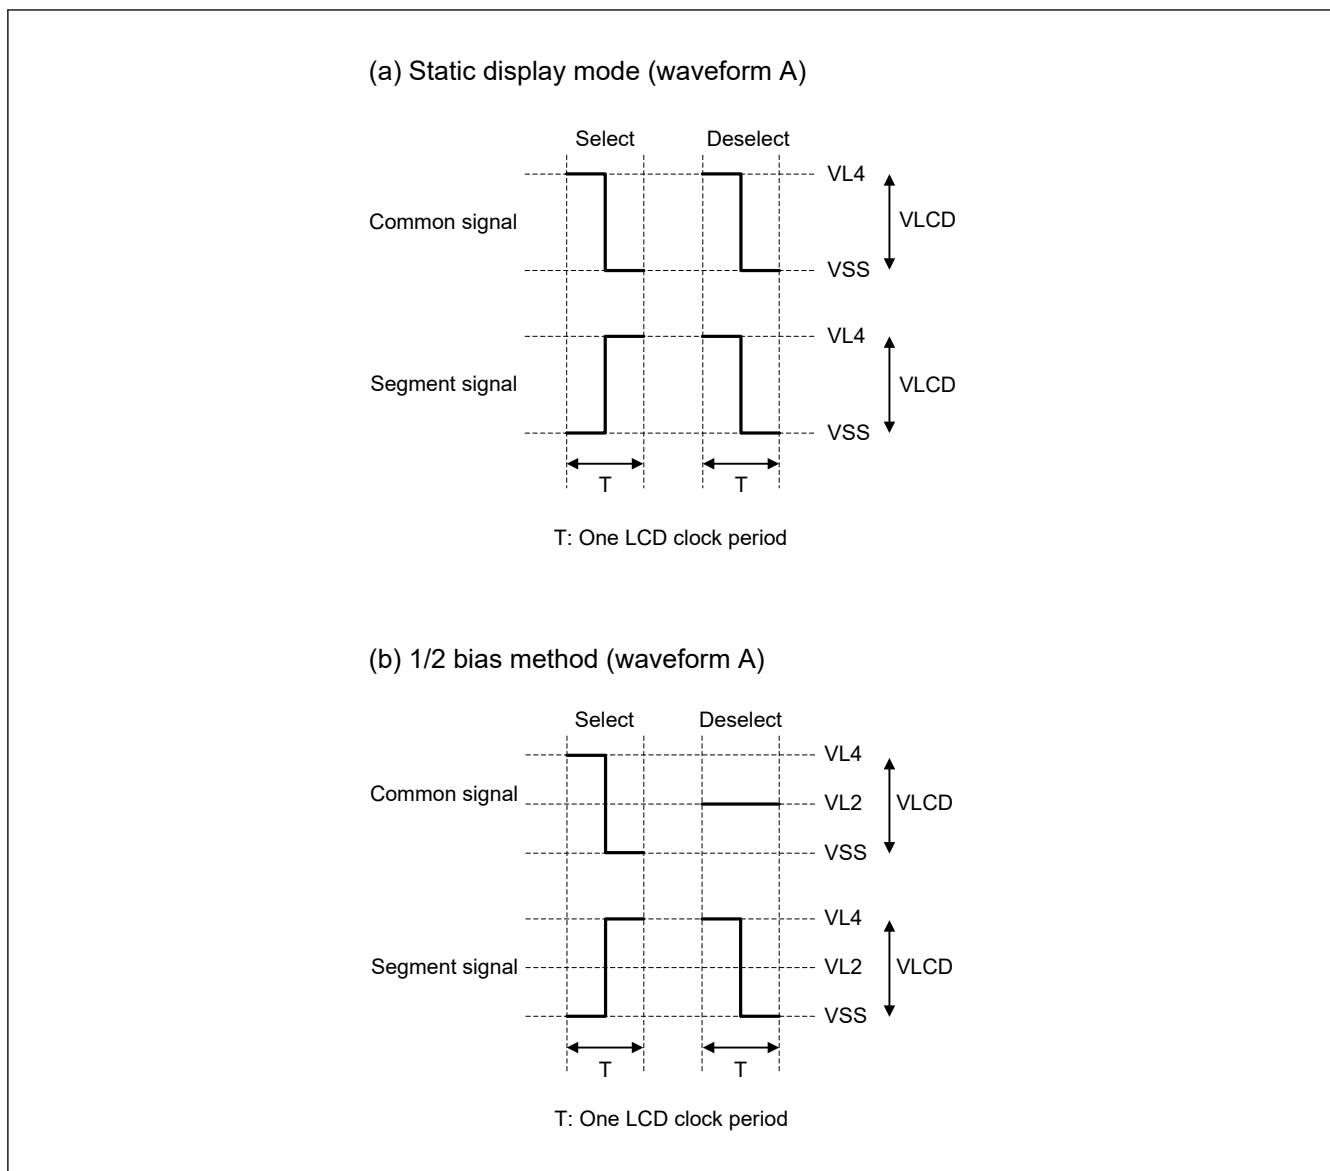 (a) Static display mode (waveform A)
Select Deselect
VL4
Common signal VLCD
VSS
VL4
Segment signal VLCD
VSS
T T
T: One LCD clock period
(b) 1/2 bias method (waveform A)
Select Deselect
VL4
Common signal VL2 VLCD
VSS
VL4
Segment signal VL2 VLCD
VSS
T T
T: One LCD clock period